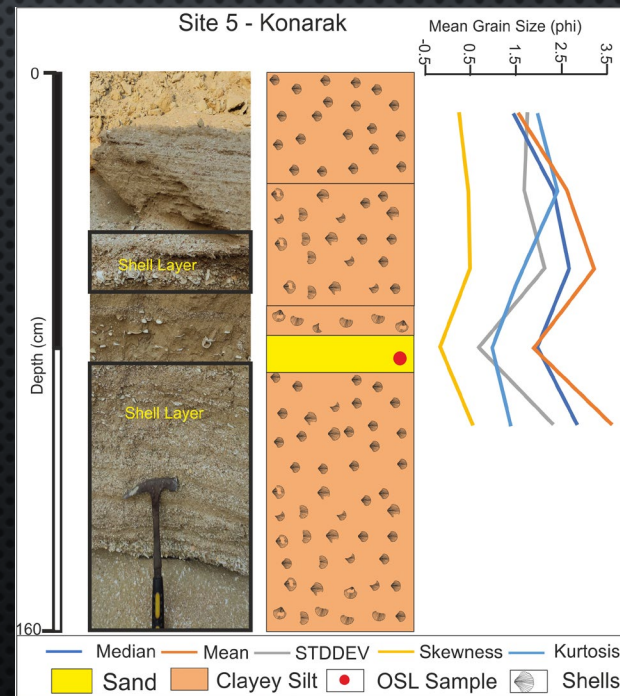 Site 5 - Konarak
Mean Grain Size (phi)
-0.5
0.5
1.5
2.5
3.5
0
Depth (cm)
160
Shell Layer
Shell Layer
Median
Mean
STDDEV
Skewness
Kurtosis
Sand
Clayey Silt
OSL Sample
Shells